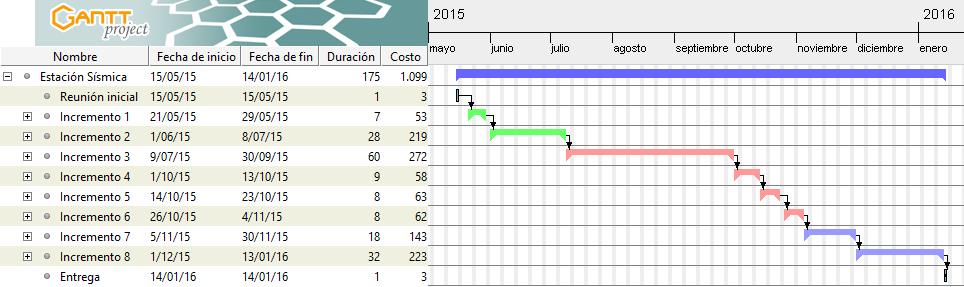 GANTT
project
2015 2016
Nombre Fecha de inicio Fecha de fin Duración Costo mayo junio julio agosto septiembre octubre noviembre diciembre enero
Estación Sísmica 15/05/15 14/01/16 175 1.099
Reunión inicial 15/05/15 15/05/15 1 3
Incremento 1 21/05/15 29/05/15 7 53
Incremento 2 1/06/15 8/07/15 28 219
Incremento 3 9/07/15 30/09/15 60 272
Incremento 4 1/10/15 13/10/15 9 58
Incremento 5 14/10/15 23/10/15 8 63
Incremento 6 26/10/15 4/11/15 8 62
Incremento 7 5/11/15 30/11/15 18 143
Incremento 8 1/12/15 13/01/16 32 223
Entrega 14/01/16 14/01/16 1 3